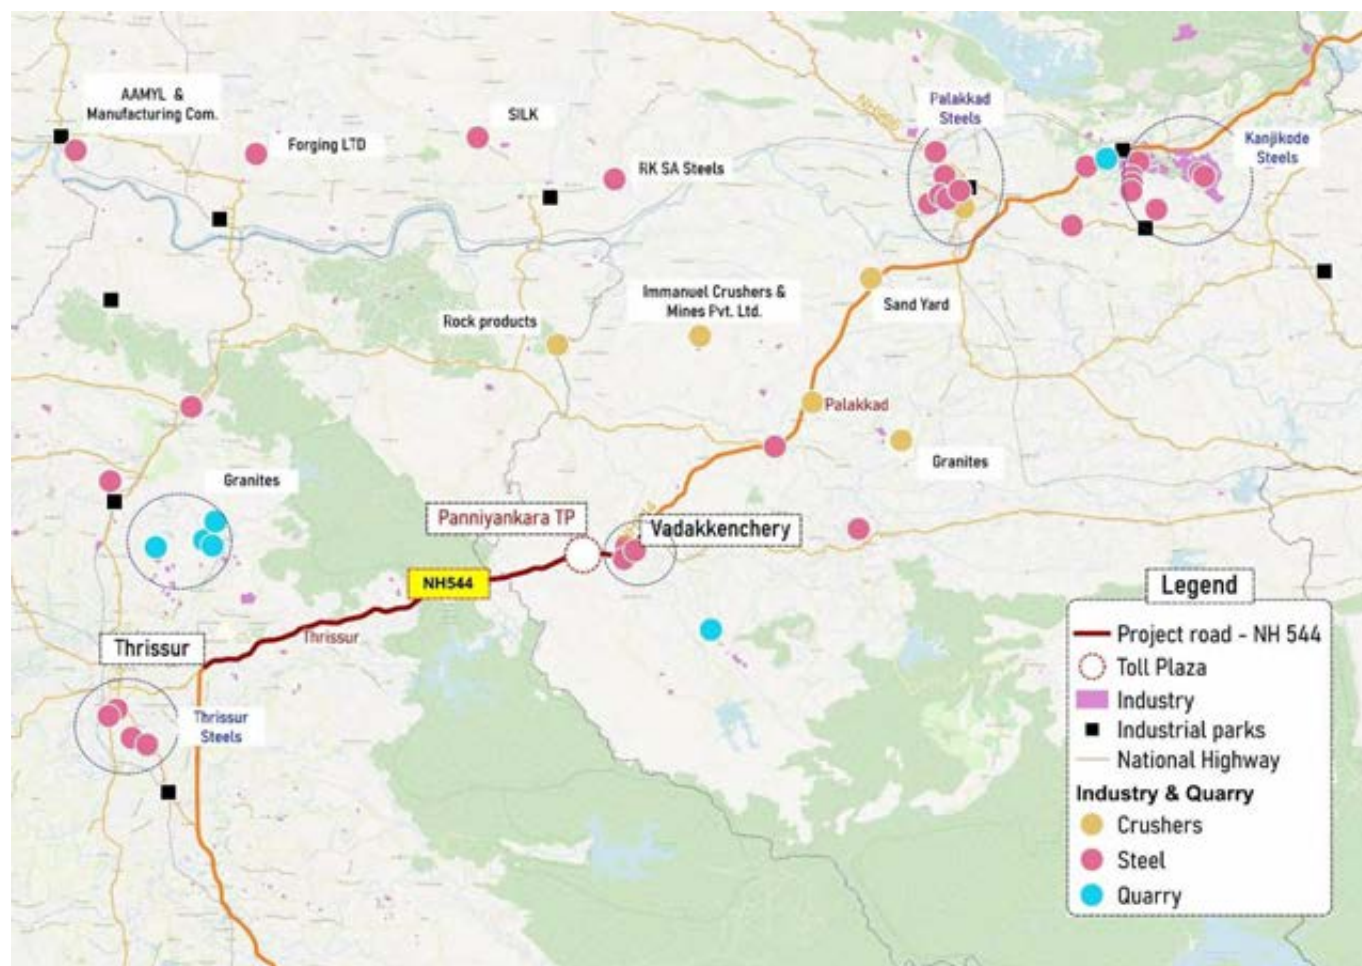 AAMYL &
Manufacturing Com.
Forging LTD
SILK
RK SA Steels
Palakkad
Steels
Kanjikode
Steels
Immanuel Crushers &
Mines Pvt. Ltd.
Rock products
Sand Yard
Palakkad
Granites
Granites
Panniyankara TP
Vadakkenchery
NH544
Thrissur
Thrissur
Thrissur
Steels
Legend
Project road - NH 544
Toll Plaza
Industry
Industrial parks
National Highway
Industry & Quarry
Crushers
Steel
Quarry